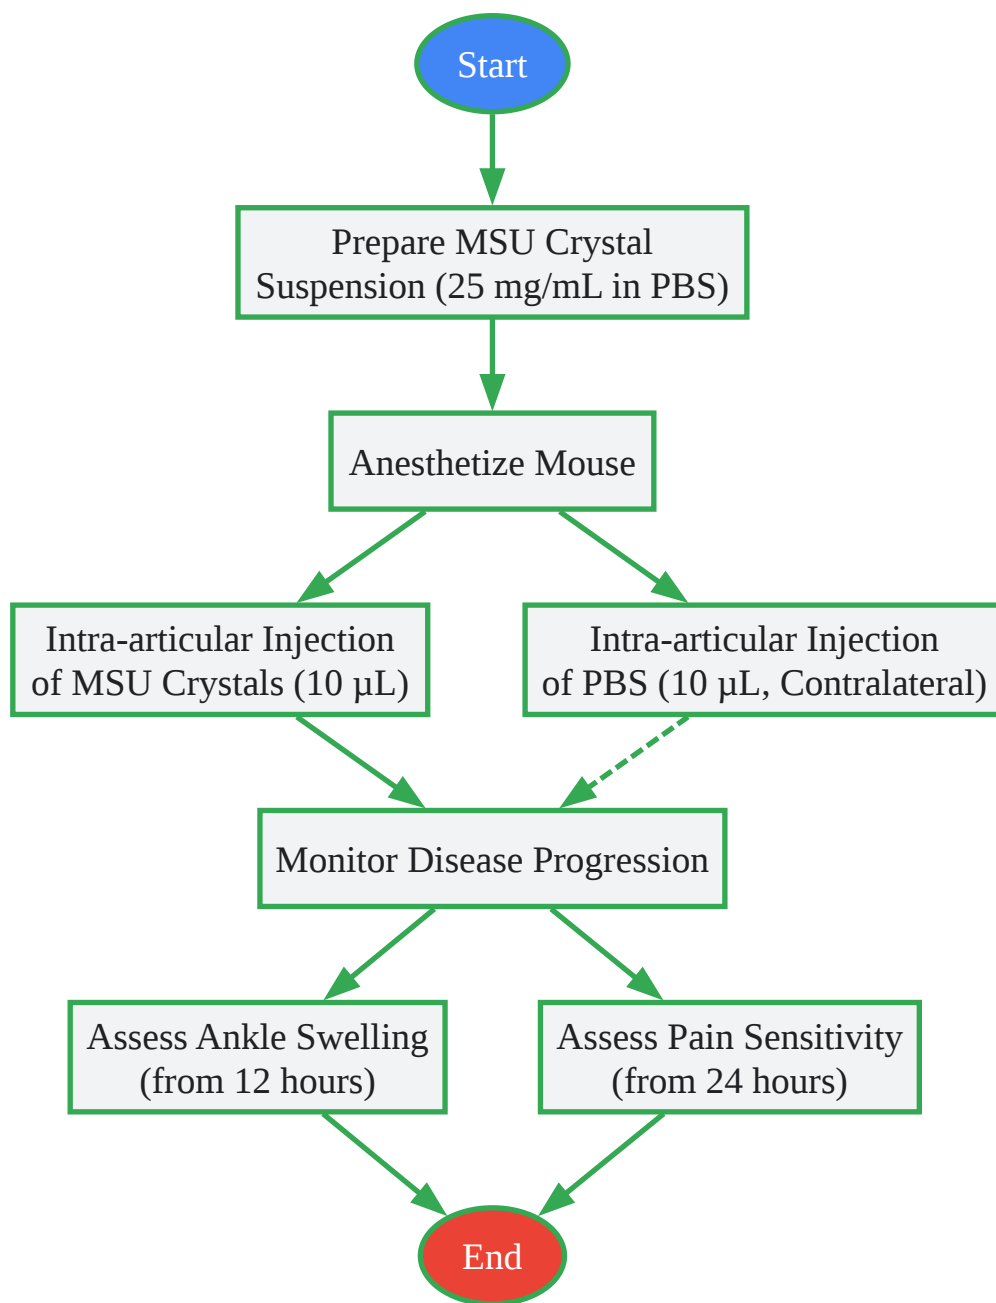 Start
Prepare MSU Crystal
Suspension (25 mg/mL in PBS)
Anesthetize Mouse
Intra-articular Injection
of MSU Crystals (10 µL)
Intra-articular Injection
of PBS (10 µL, Contralateral)
Monitor Disease Progression
Assess Ankle Swelling
(from 12 hours)
Assess Pain Sensitivity
(from 24 hours)
End